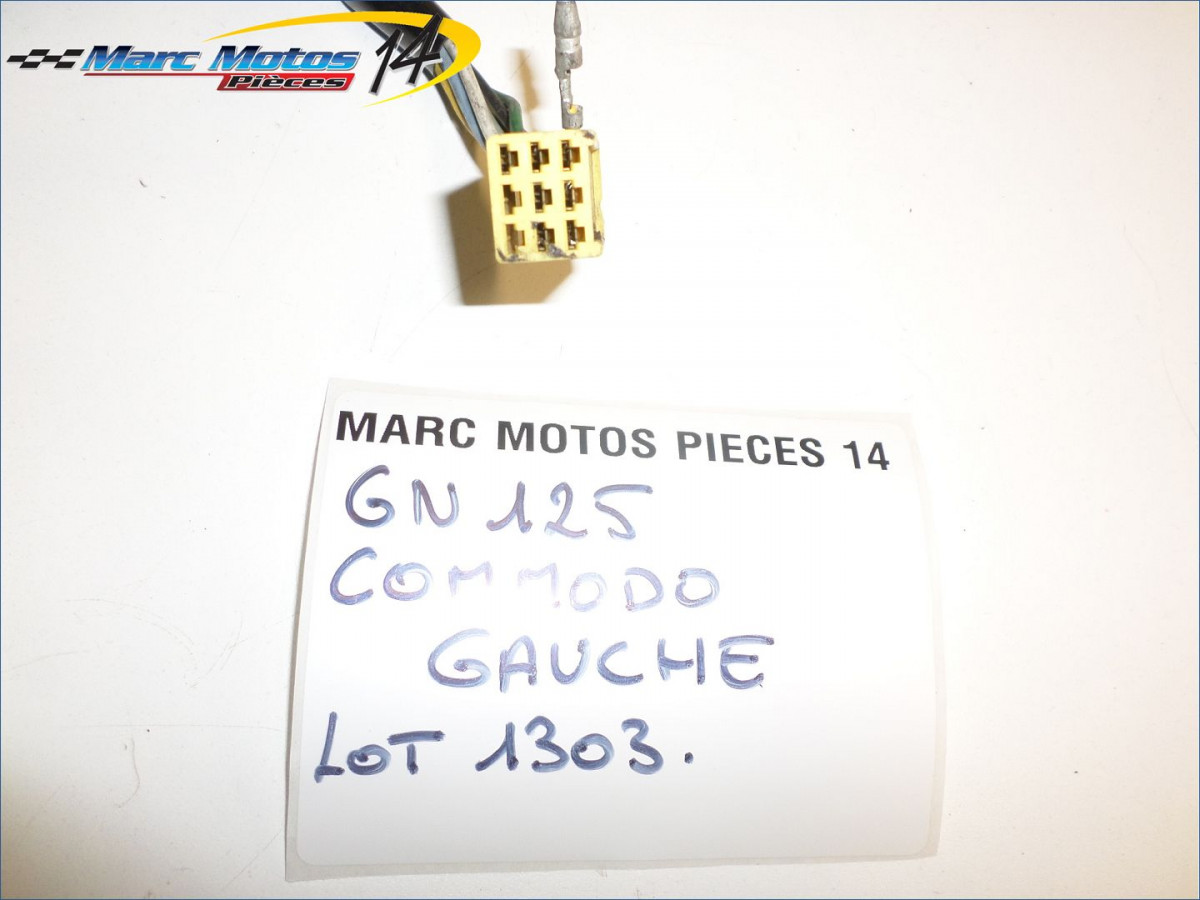 Marc Motos 14
Pièces
MARC MOTOS PIECES 14
GN 125
COMMODO
GAUCHE
LOT 1303.